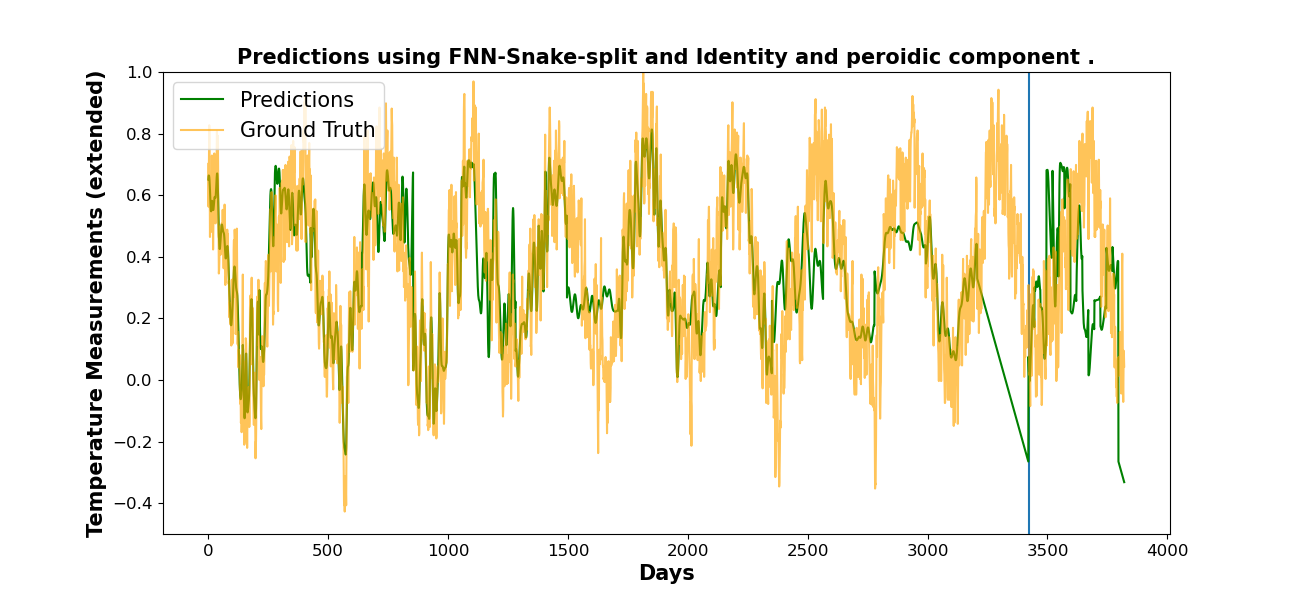 Predictions using FNN-Snake-split and Identity and peroidic component .
Temperature Measurements (extended)
1.0
0.8
0.6
0.4
0.2
0.0
−0.2
−0.4
Predictions
Ground Truth
0 500 1000 1500 2000 2500 3000 3500 4000
Days